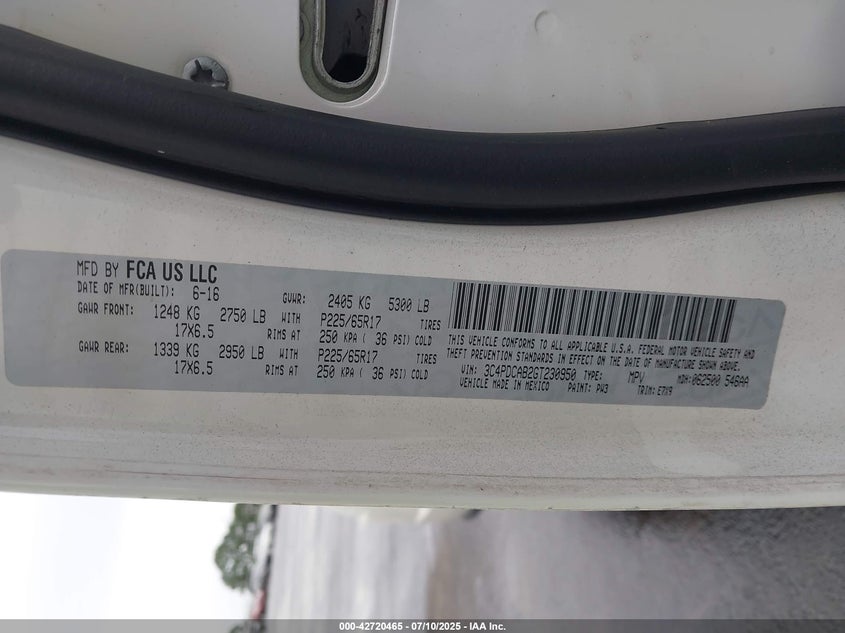 MFD BY FCA US LLC
DATE OF MFR(BUILT): 6-16 GVWR: 2405 KG 5300 LB
GAWR FRONT: 1248 KG 2750 LB WITH P225/65R17 TIRES
17X6.5 RIMS AT 250 KPA ( 36 PSI) COLD
GAWR REAR: 1339 KG 2950 LB WITH P225/65R17 TIRES
17X6.5 RIMS AT 250 KPA ( 36 PSI) COLD
THIS VEHICLE CONFORMS TO ALL APPLICABLE U.S.A. FEDERAL MOTOR VEHICLE SAFETY AND
THEFT PREVENTION STANDARDS IN EFFECT ON THE DATE OF MANUFACTURE SHOWN ABOVE.
VIN: 3C4PDCAB2GT230950 TYPE: MPV MDH: 062500 546AA
VEHICLE MADE IN MEXICO PAINT: PW3 TRIM: E7X9
000-42720465 - 07/10/2025 - IAA Inc.